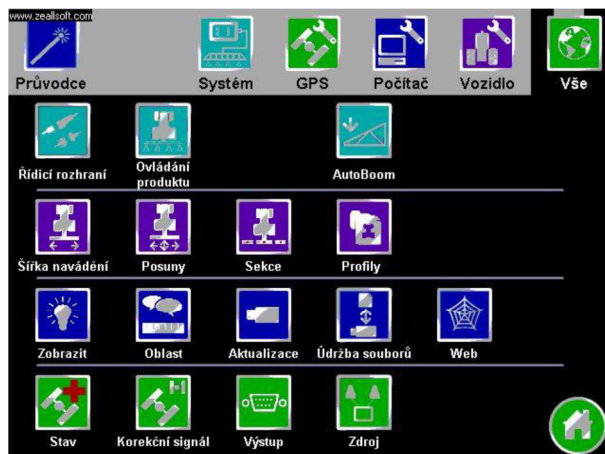 www.zeallsoft.com
Průvodce Systém GPS Počítač Vozidlo Vše
Řídicí rozhraní Ovládání produktu AutoBoom
Šířka navádění Posuny Sekce Profily
Zobrazit Oblast Aktualizace Údržba souborů Web
Stav Korekční signál Výstup Zdroj